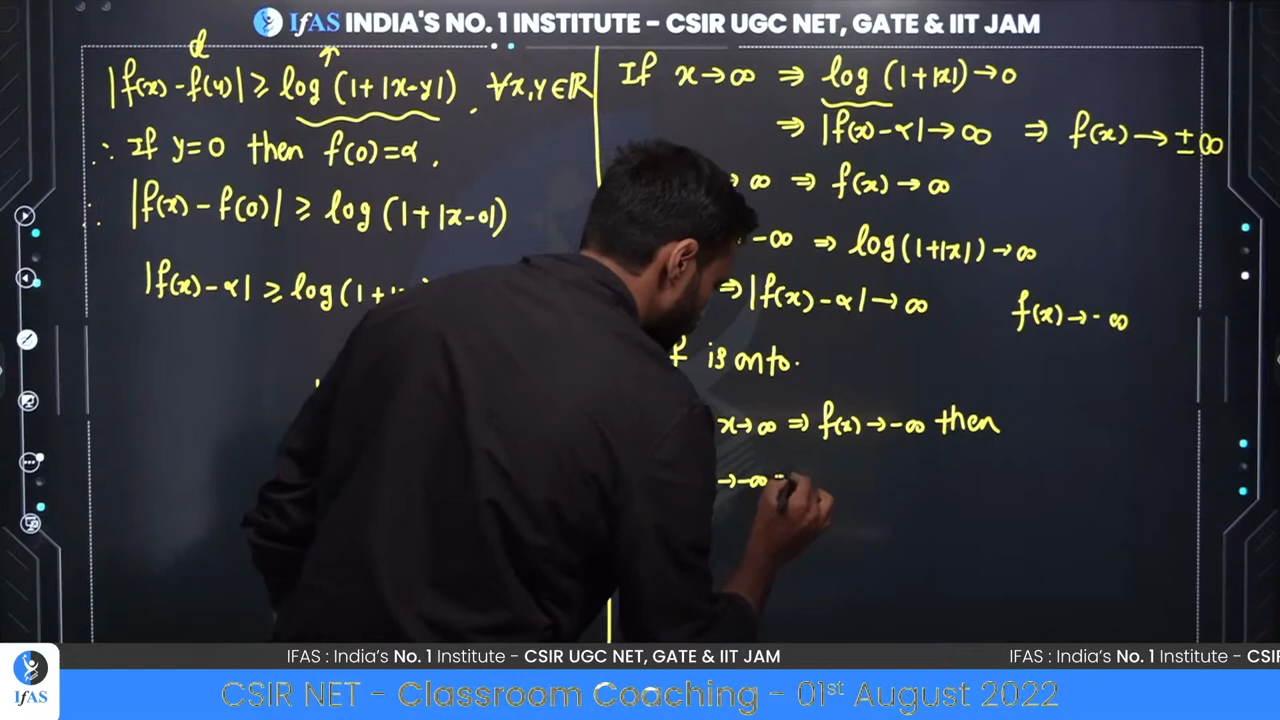 IFAS INDIA'S NO. 1 INSTITUTE - CSIR UGC NET, GATE & IIT JAM
α
|f(x) - f(y)| ≥ log (1+|x-y|) , ∀x,y∈ℝ
∴ If y=0 then f(0)=α.
∴ |f(x) - f(0)| ≥ log (1+|x-0|)
|f(x) - α| ≥ log (1+
If x→∞ ⇒ log (1+|x|)→0
⇒ |f(x)-α|→∞ ⇒ f(x)→±∞
→∞ ⇒ f(x)→∞
-∞ ⇒ log(1+|x|)→∞
⇒|f(x)-α|→∞ f(x)→-∞
f is onto.
x→∞ ⇒ f(x)→-∞ then
→-∞
IFAS : India's No. 1 Institute - CSIR UGC NET, GATE & IIT JAM
IFAS : India's No. 1 Institute - CSI
IFAS
CSIR NET - Classroom Coaching - 01st August 2022